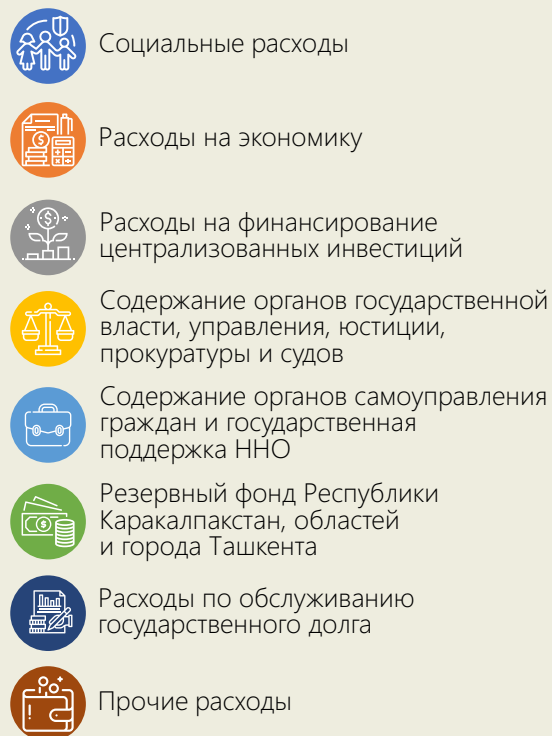 Социальные расходы
Расходы на экономику
Расходы на финансирование
централизованных инвестиций
Содержание органов государственной
власти, управления, юстиции,
прокуратуры и судов
Содержание органов самоуправления
граждан и государственная
поддержка ННО
Резервный фонд Республики
Каракалпакстан, областей
и города Ташкента
Расходы по обслуживанию
государственного долга
Прочие расходы